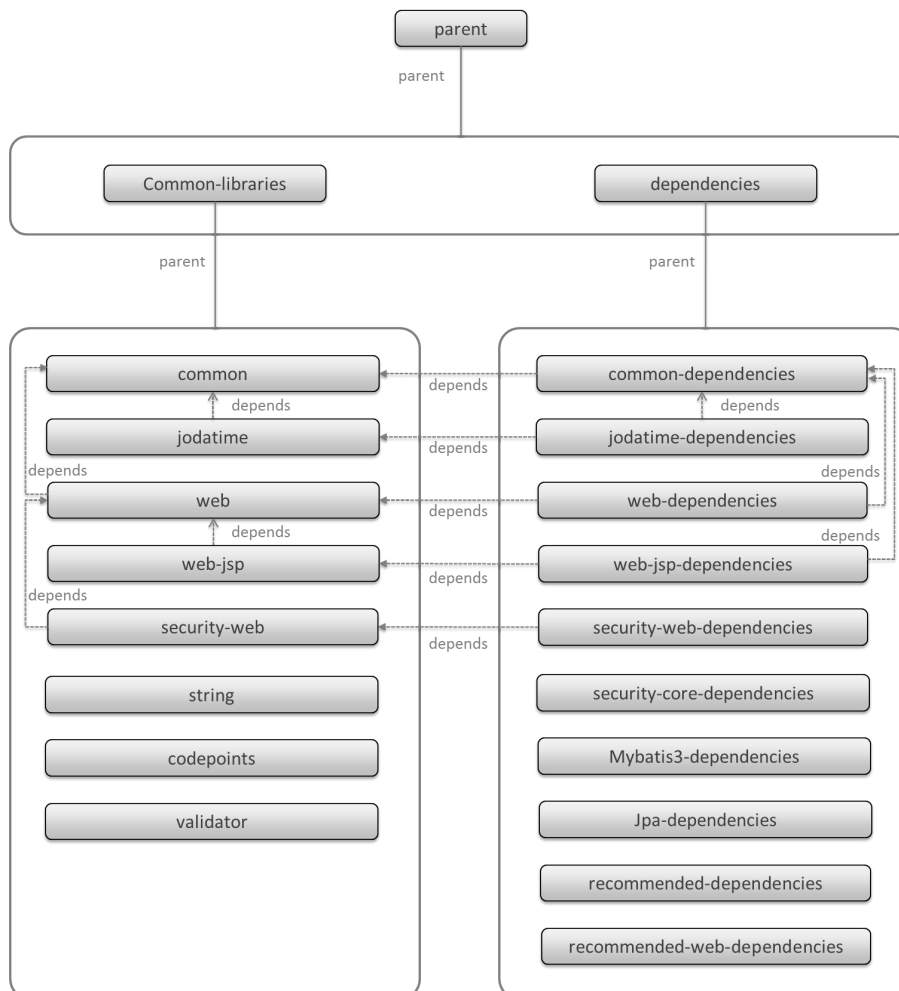 parent
parent
Common-libraries
dependencies
parent
parent
common
depends
common-dependencies
depends
depends
jodatime
depends
jodatime-dependencies
depends
depends
web
depends
web-dependencies
depends
depends
web-jsp
depends
web-jsp-dependencies
depends
security-web
depends
security-web-dependencies
string
security-core-dependencies
codepoints
Mybatis3-dependencies
validator
Jpa-dependencies
recommended-dependencies
recommended-web-dependencies